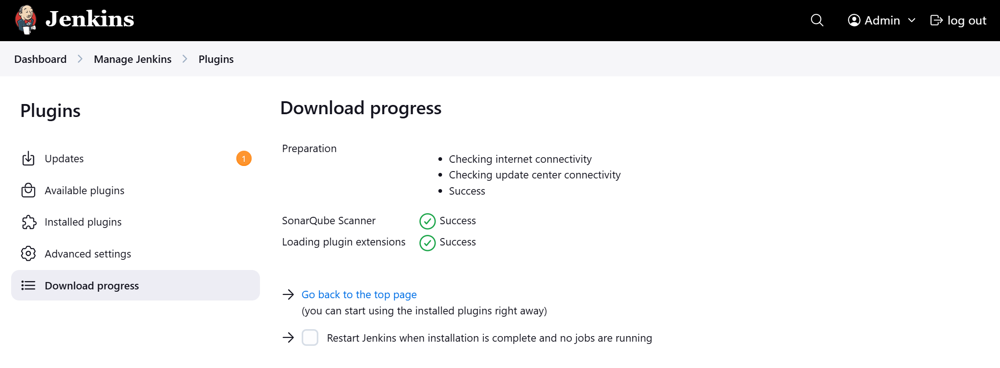 Jenkins
Admin
log out
Dashboard
Manage Jenkins
Plugins
Plugins
Updates
1
Available plugins
Installed plugins
Advanced settings
Download progress
Download progress
Preparation
Checking internet connectivity
Checking update center connectivity
Success
SonarQube Scanner
Success
Loading plugin extensions
Success
Go back to the top page
(you can start using the installed plugins right away)
Restart Jenkins when installation is complete and no jobs are running